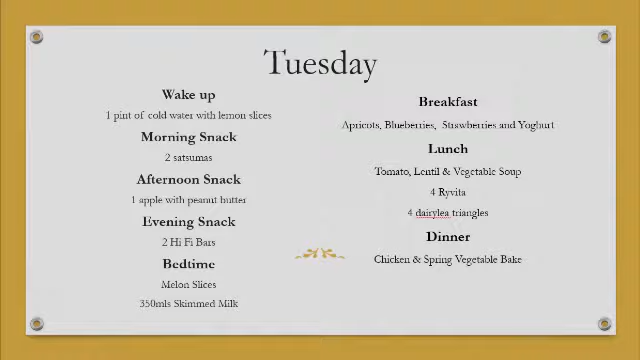 Tuesday
Wake up
1 pint of cold water with lemon slices
Morning Snack
2 satsumas
Afternoon Snack
1 apple with peanut butter
Evening Snack
2 Hi Fi Bars
Bedtime
Melon Slices
350mls Skimmed Milk
Breakfast
Apricots, Blueberries, Strawberries and Yoghurt
Lunch
Tomato, Lentil & Vegetable Soup
4 Ryvita
4 dairylea triangles
Dinner
Chicken & Spring Vegetable Bake